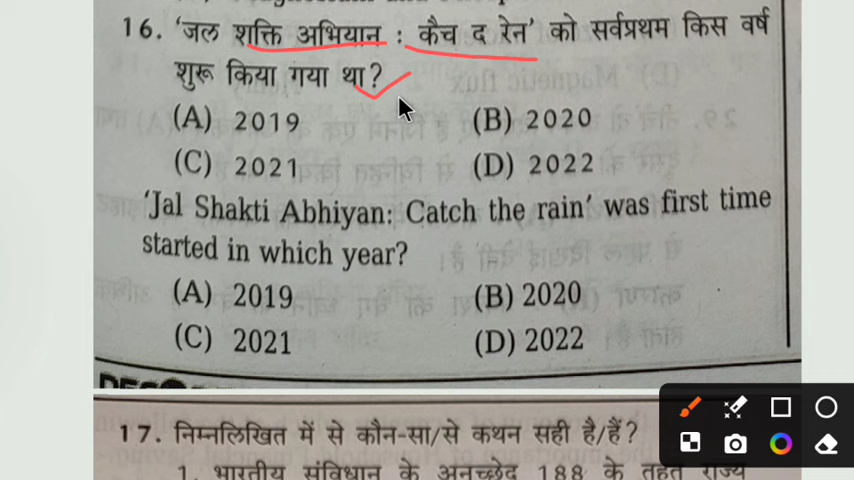 16. 'जल शक्ति अभियान : कैच द रेन' को सर्वप्रथम किस वर्ष
शुरू किया गया था?
(A) 2019 (B) 2020
(C) 2021 (D) 2022
'Jal Shakti Abhiyan: Catch the rain' was first time
started in which year?
(A) 2019 (B) 2020
(C) 2021 (D) 2022
17. निम्नलिखित में से कौन-सा/से कथन सही है/हैं?
1. भारतीय संविधान के अनुच्छेद 188 के तहत राज्य